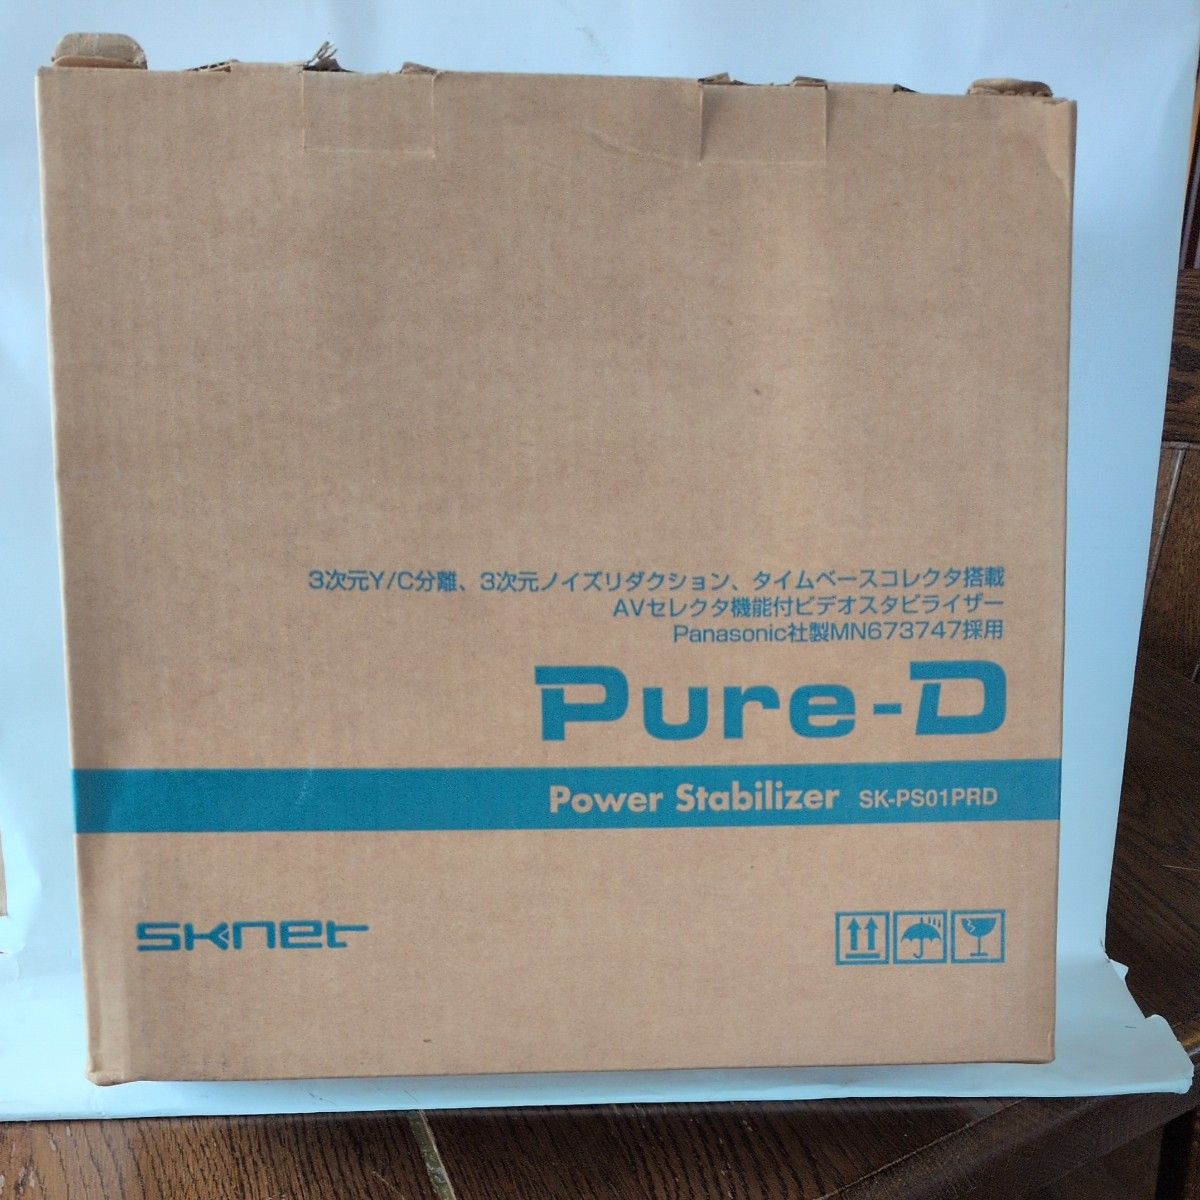 3次元Y/C分離、3次元ノイズリダクション、タイムベースコレクタ搭載
AVセレクタ機能付ビデオスタビライザー
Panasonic社製MN673747採用
Pure-D
Power Stabilizer SK-PS01PRD
SKNET